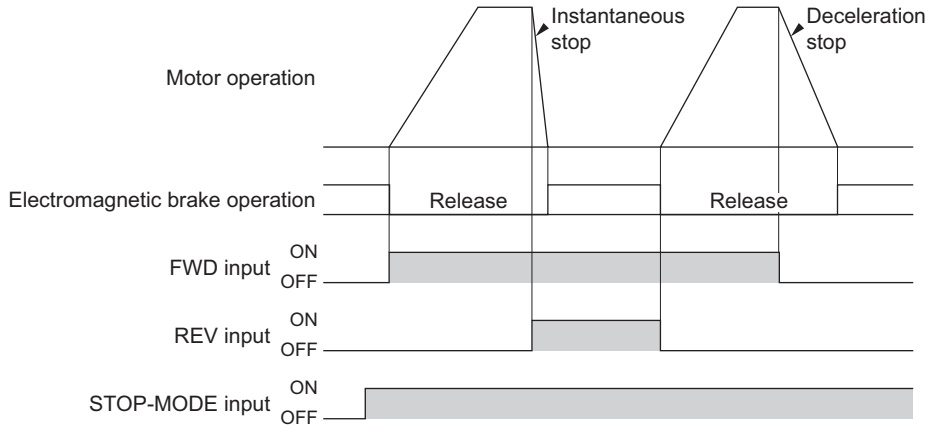 Instantaneous
stop
Deceleration
stop
Motor operation
Electromagnetic brake operation
Release
Release
FWD input
ON
OFF
REV input
ON
OFF
STOP-MODE input
ON
OFF